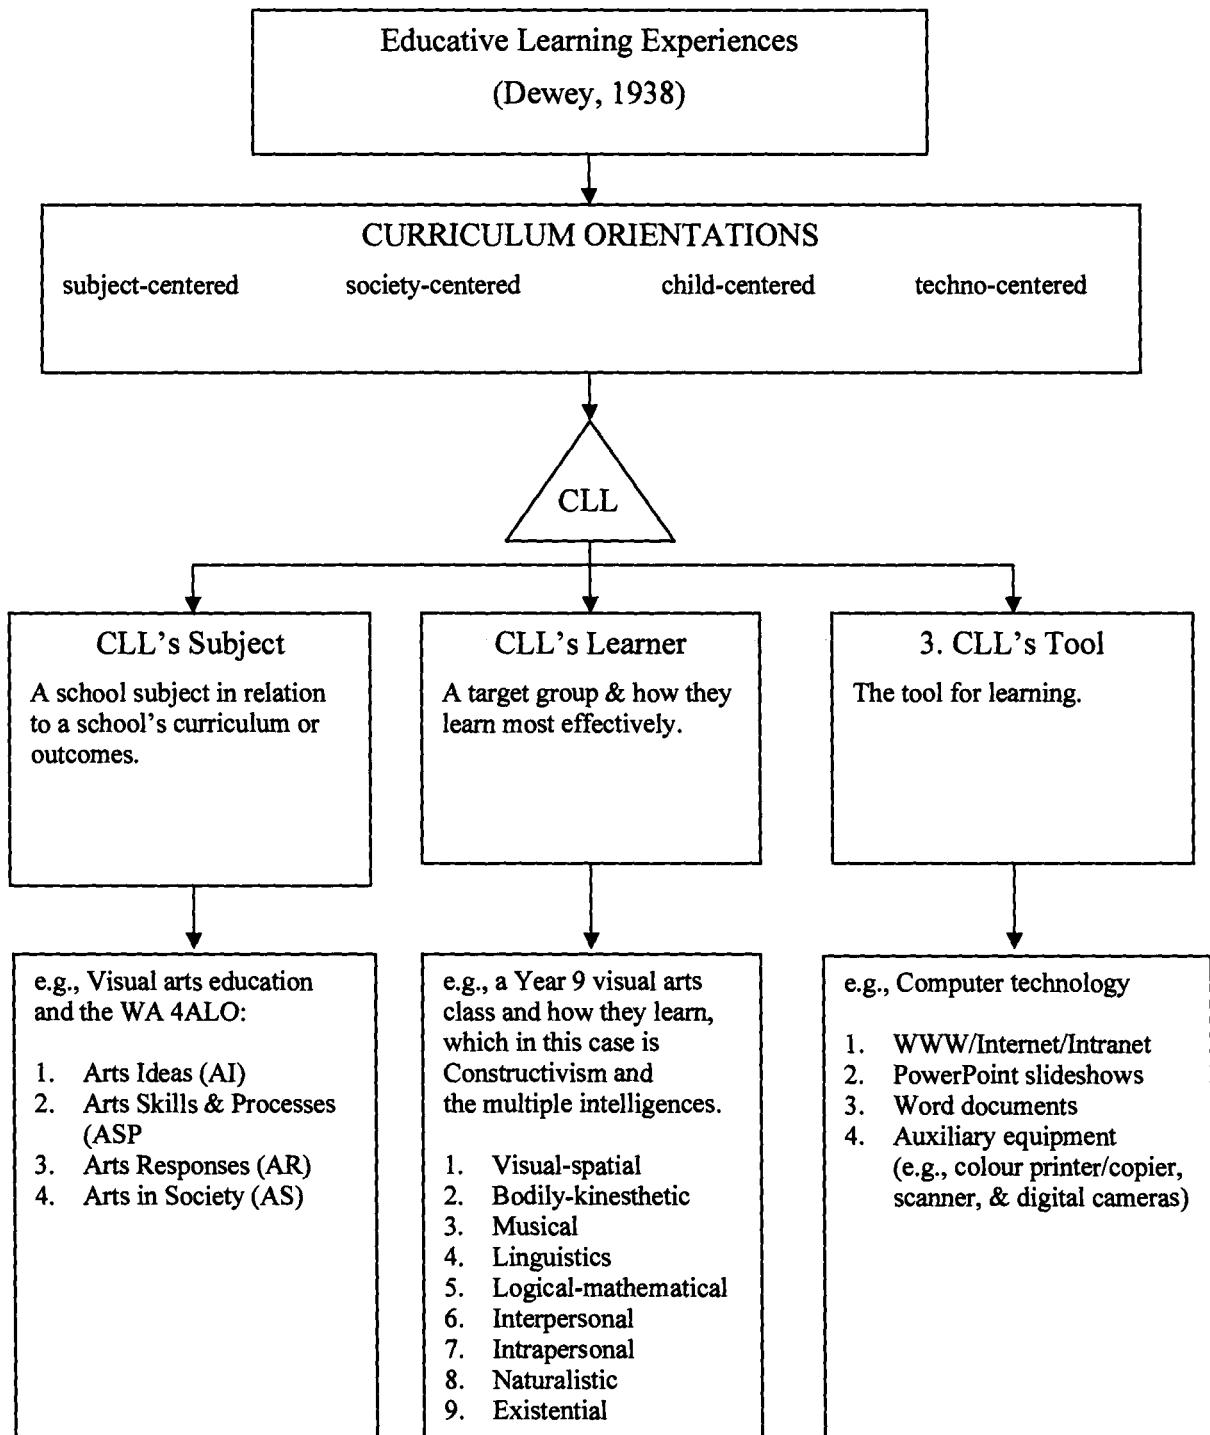 Educative Learning Experiences
(Dewey, 1938)
CURRICULUM ORIENTATIONS
subject-centered society-centered child-centered techno-centered
CLL
CLL's Subject
A school subject in relation
to a school's curriculum or
outcomes.
CLL's Learner
A target group & how they
learn most effectively.
3. CLL's Tool
The tool for learning.
e.g., Visual arts education
and the WA 4ALO:
1. Arts Ideas (AI)
2. Arts Skills & Processes
(ASP
3. Arts Responses (AR)
4. Arts in Society (AS)
e.g., a Year 9 visual arts
class and how they learn,
which in this case is
Constructivism and
the multiple intelligences.
1. Visual-spatial
2. Bodily-kinesthetic
3. Musical
4. Linguistics
5. Logical-mathematical
6. Interpersonal
7. Intrapersonal
8. Naturalistic
9. Existential
e.g., Computer technology
1. WWW/Internet/Intranet
2. PowerPoint slideshows
3. Word documents
4. Auxiliary equipment
(e.g., colour printer/copier,
scanner, & digital cameras)